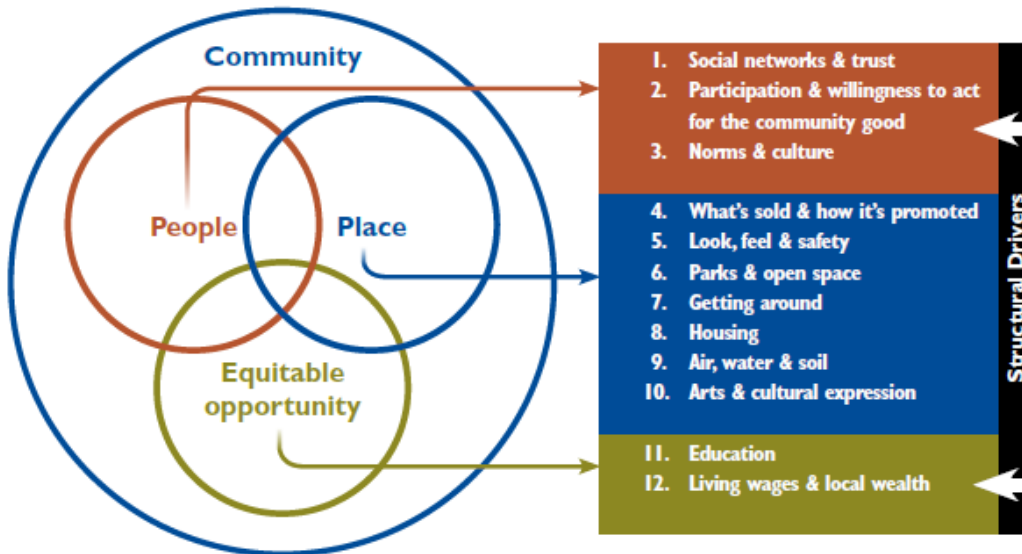 Community
People
Place
Equitable
opportunity
1. Social networks & trust
2. Participation & willingness to act
for the community good
3. Norms & culture
4. What's sold & how it's promoted
5. Look, feel & safety
6. Parks & open space
7. Getting around
8. Housing
9. Air, water & soil
10. Arts & cultural expression
11. Education
12. Living wages & local wealth
Structural Drivers